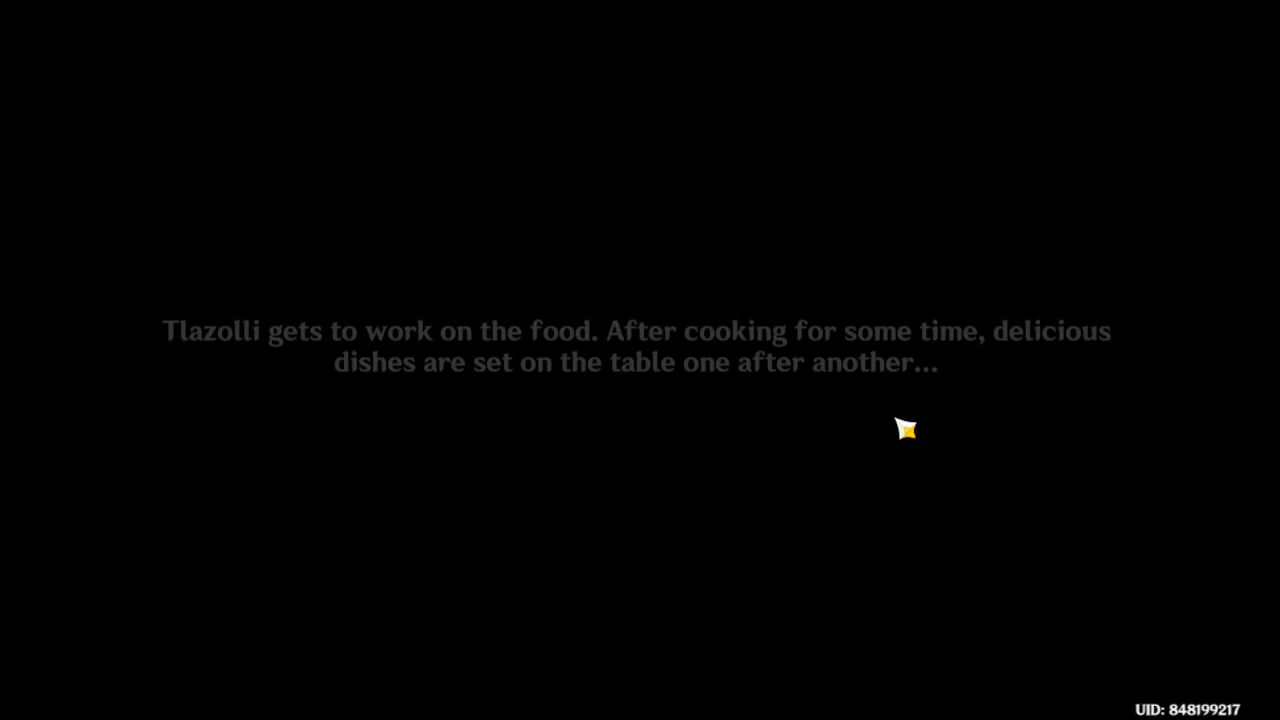 Tlazolli gets to work on the food. After cooking for some time, delicious
dishes are set on the table one after another...
UID: 848199217